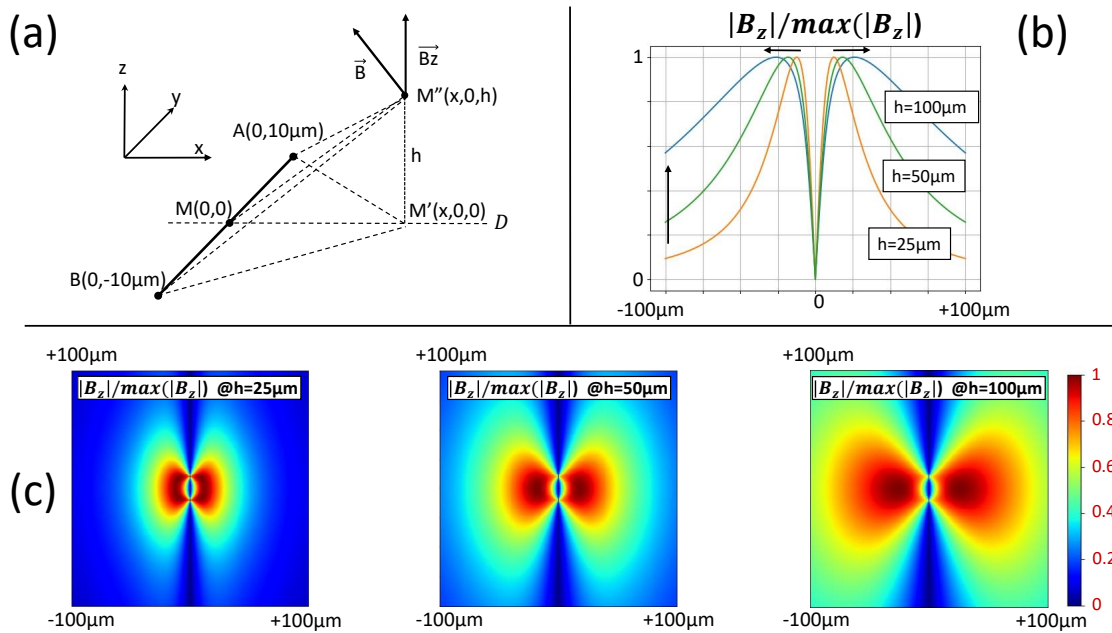 (a)
z
y
x
B
Bz
M"(x,0,h)
A(0,10μm)
h
M(0,0)
M'(x,0,0)
D
B(0,-10μm)
(b)
|Bz|/max(|Bz|)
1
h=100μm
h=50μm
h=25μm
0
-100μm
0
+100μm
(c)
+100μm
|Bz|/max(|Bz|) @h=25μm
-100μm
+100μm
+100μm
|Bz|/max(|Bz|) @h=50μm
-100μm
+100μm
+100μm
|Bz|/max(|Bz|) @h=100μm
-100μm
+100μm
1
0.8
0.6
0.4
0.2
0